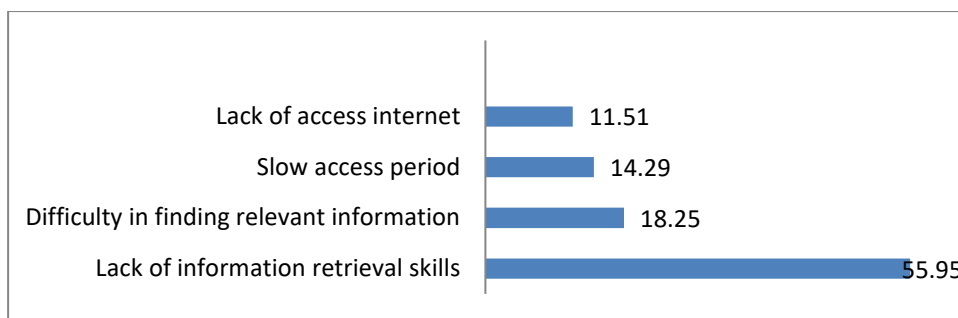 Lack of access internet 11.51
Slow access period 14.29
Difficulty in finding relevant information 18.25
Lack of information retrieval skills 55.95